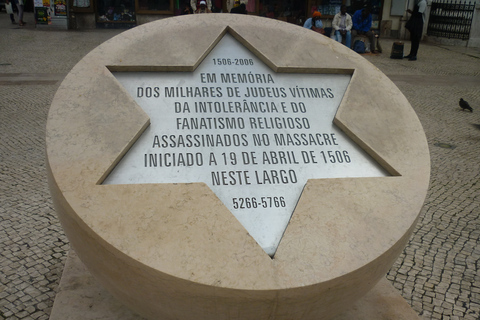 1506-2006
EM MEMÓRIA
DOS MILHARES DE JUDEUS VÍTIMAS
DA INTOLERÂNCIA E DO
FANATISMO RELIGIOSO
ASSASSINADOS NO MASSACRE
INICIADO A 19 DE ABRIL DE 1506
NESTE LARGO
5266-5766